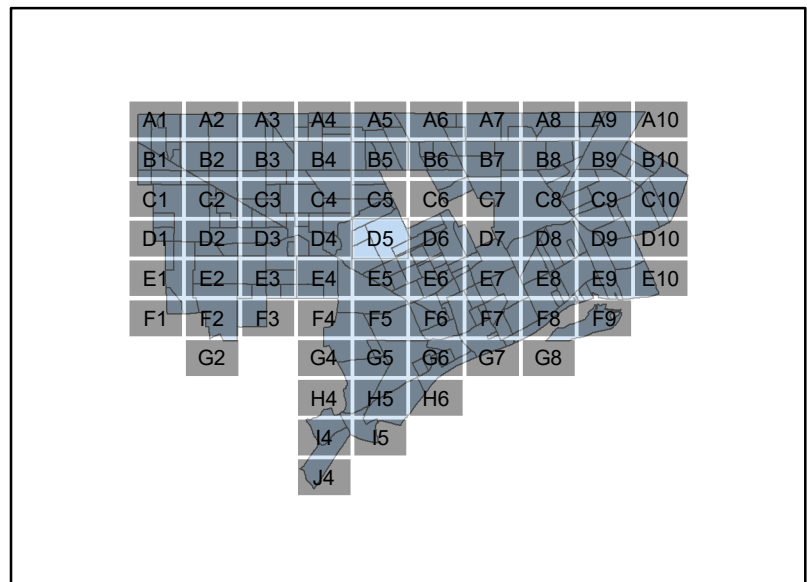 A1 A2 A3 A4 A5 A6 A7 A8 A9 A10
B1 B2 B3 B4 B5 B6 B7 B8 B9 B10
C1 C2 C3 C4 C5 C6 C7 C8 C9 C10
D1 D2 D3 D4 D5 D6 D7 D8 D9 D10
E1 E2 E3 E4 E5 E6 E7 E8 E9 E10
F1 F2 F3 F4 F5 F6 F7 F8 F9
G2 G4 G5 G6 G7 G8
H4 H5 H6
I4 I5
J4